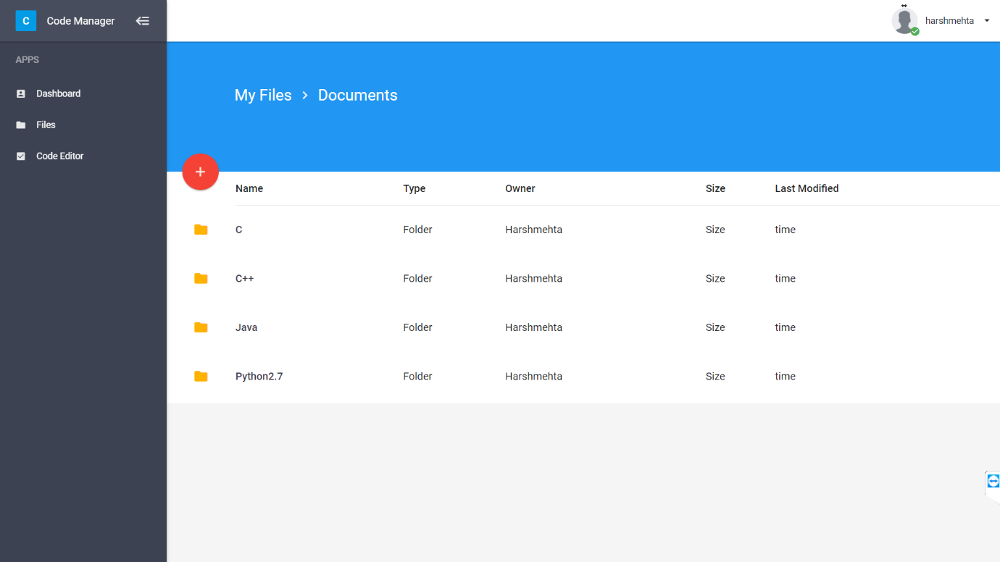 C Code Manager
harshmehta
APPS
Dashboard
Files
Code Editor
My Files > Documents
+
Name Type Owner Size Last Modified
C Folder Harshmehta Size time
C++ Folder Harshmehta Size time
Java Folder Harshmehta Size time
Python2.7 Folder Harshmehta Size time